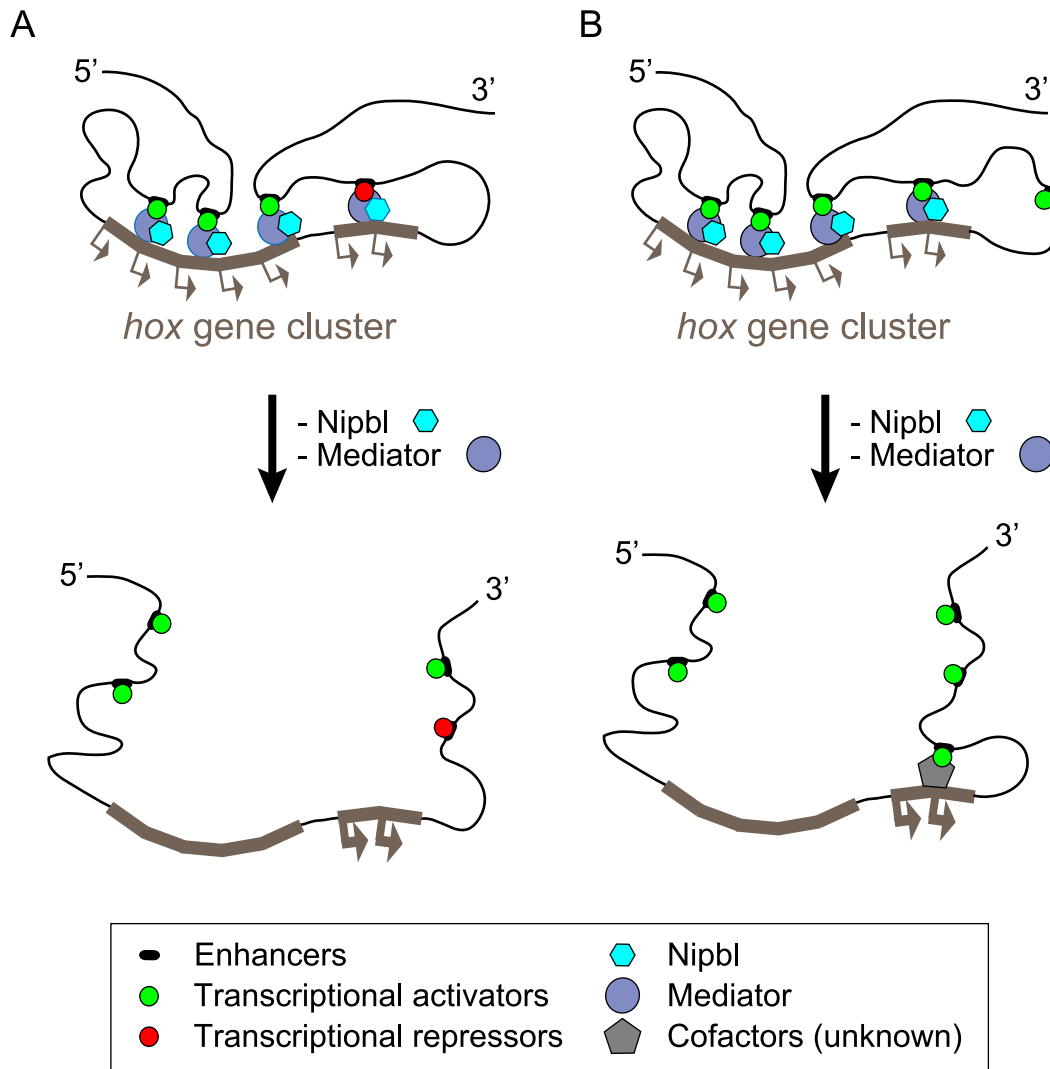 A
B
5’
3’
5’
3’
hox gene cluster
hox gene cluster
- Nipbl
- Mediator
- Nipbl
- Mediator
5’
3’
5’
3’
Enhancers
Transcriptional activators
Transcriptional repressors
Nipbl
Mediator
Cofactors (unknown)